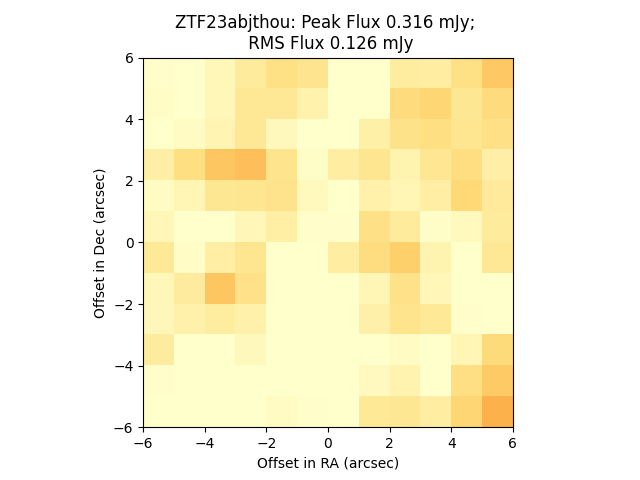 ZTF23abjthou: Peak Flux 0.316 mJy;
RMS Flux 0.126 mJy
6
4
2
0
−2
−4
−6
Offset in Dec (arcsec)
−6 −4 −2 0 2 4 6
Offset in RA (arcsec)